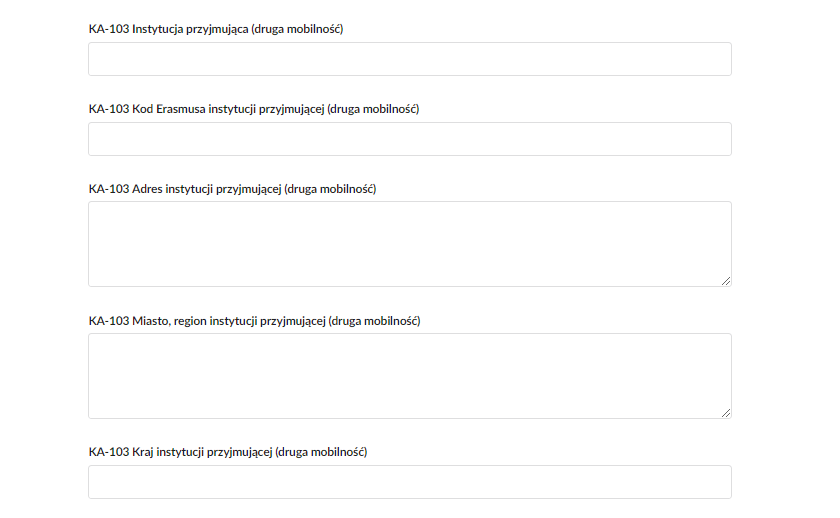 KA-103 Instytucja przyjmująca (druga mobilność)
KA-103 Kod Erasmusa instytucji przyjmującej (druga mobilność)
KA-103 Adres instytucji przyjmującej (druga mobilność)
KA-103 Miasto, region instytucji przyjmującej (druga mobilność)
KA-103 Kraj instytucji przyjmującej (druga mobilność)